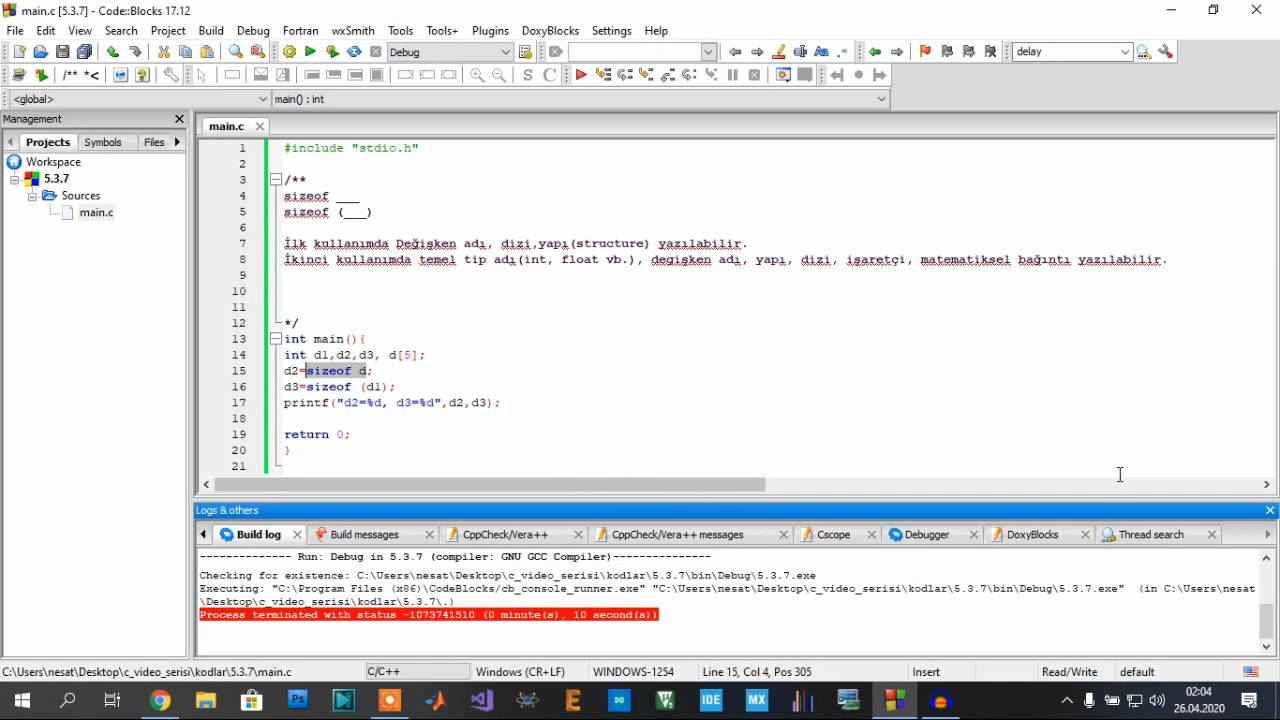 main.c [5.3.7] - Code::Blocks 17.12
File Edit View Search Project Build Debug Fortran wxSmith Tools Tools+ Plugins DoxyBlocks Settings Help
Debug delay
/** *<
S C
<global> main() : int
Management
main.c
Projects Symbols Files
Workspace
5.3.7
Sources
main.c
1 #include "stdio.h"
2
3 /**
4 sizeof ___
5 sizeof (___)
6
7 İlk kullanımda Değişken adı, dizi,yapı(structure) yazılabilir.
8 İkinci kullanımda temel tip adı(int, float vb.), degişken adı, yapı, dizi, işaretçi, matematiksel bağıntı yazılabilir.
9
10
11
12 */
13 int main(){
14 int d1,d2,d3, d[5];
15 d2=sizeof d;
16 d3=sizeof (d1);
17 printf("d2=%d, d3=%d",d2,d3);
18
19 return 0;
20 }
21
Logs & others
Build log Build messages CppCheck/Vera++ CppCheck/Vera++ messages Cscope Debugger DoxyBlocks Thread search
-------------- Run: Debug in 5.3.7 (compiler: GNU GCC Compiler)---------------
Checking for existence: C:\Users\nesat\Desktop\c_video_serisi\kodlar\5.3.7\bin\Debug\5.3.7.exe
Executing: "C:\Program Files (x86)\CodeBlocks/cb_console_runner.exe" "C:\Users\nesat\Desktop\c_video_serisi\kodlar\5.3.7\bin\Debug\5.3.7.exe" (in C:\Users\nesat
\Desktop\c_video_serisi\kodlar\5.3.7\.)
Process terminated with status -1073741510 (0 minute(s), 10 second(s))
C:\Users\nesat\Desktop\c_video_serisi\kodlar\5.3.7\main.c C/C++ Windows (CR+LF) WINDOWS-1254 Line 15, Col 4, Pos 305 Insert Read/Write default
Ps IDE MX
02:04
26.04.2020